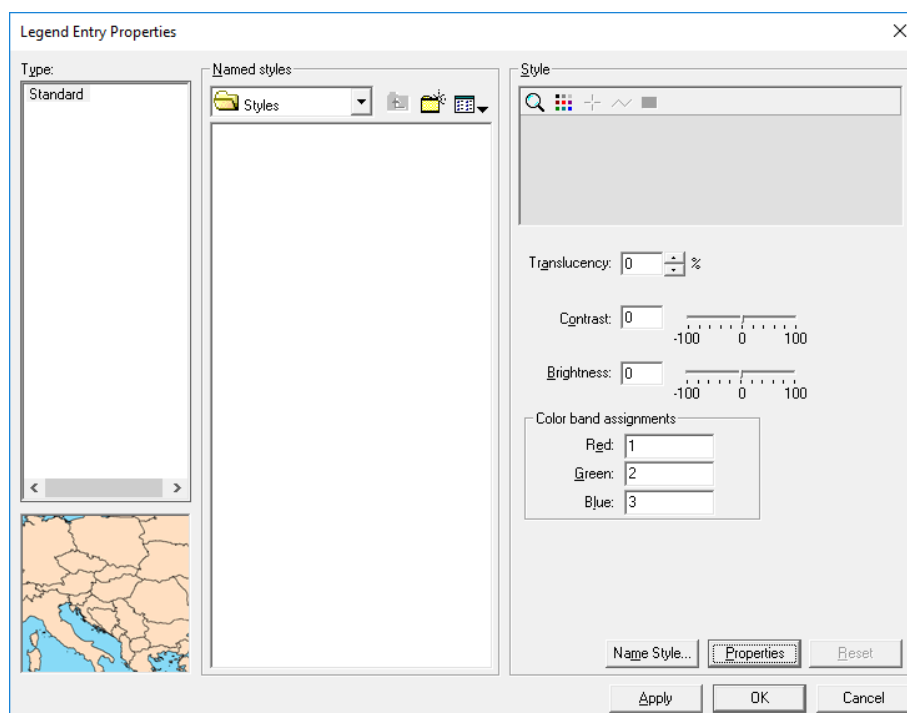 Legend Entry Properties
Type:
Standard
Named styles
Styles
Style
Translucency: 0 %
Contrast: 0
-100 0 100
Brightness: 0
-100 0 100
Color band assignments
Red: 1
Green: 2
Blue: 3
Name Style... Properties Reset
Apply OK Cancel